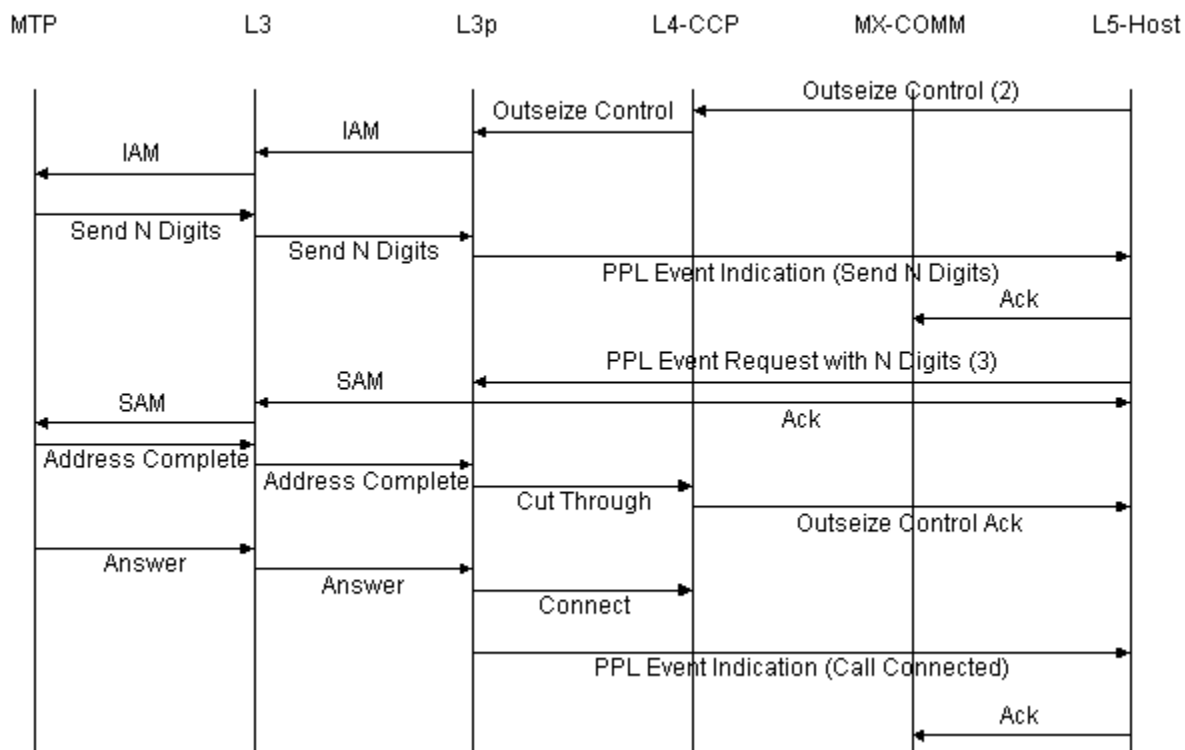 MTP L3 L3p L4-CCP MX-COMM L5-Host
Outseize Control (2)
Outseize Control
IAM
IAM
Send N Digits
Send N Digits
PPL Event Indication (Send N Digits)
Ack
PPL Event Request with N Digits (3)
SAM
SAM
Ack
Address Complete
Address Complete
Cut Through
Outseize Control Ack
Answer
Answer
Connect
PPL Event Indication (Call Connected)
Ack